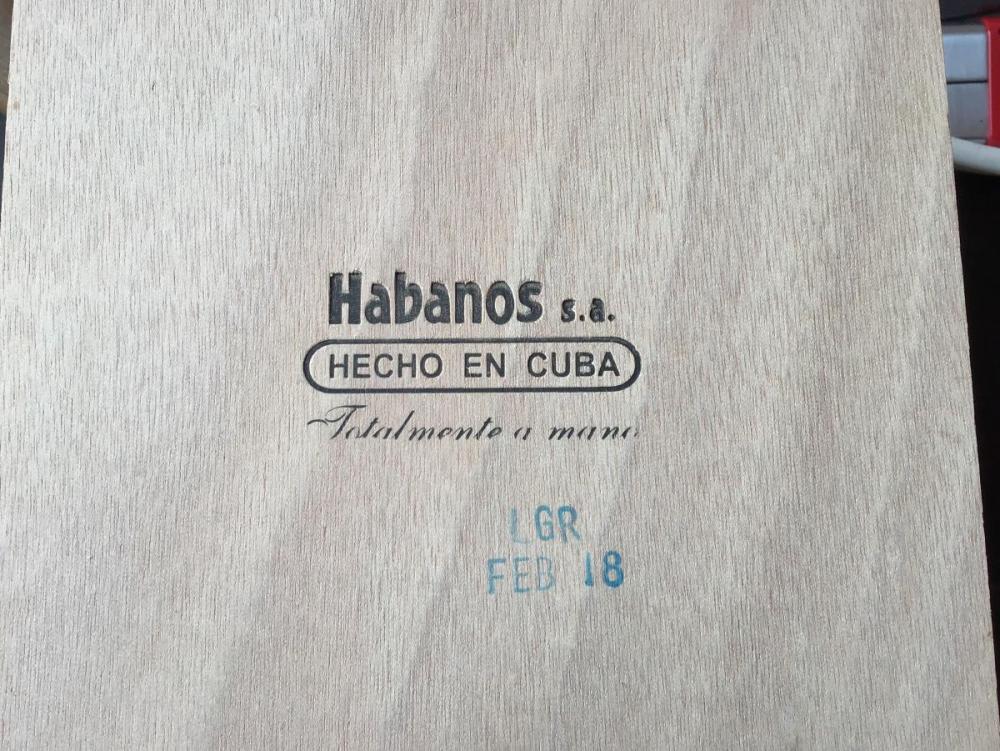 Habanos s.a.
HECHO EN CUBA
Totalmente a mano
LGR
FEB 18